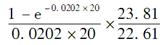 1 − e^{−0.0202×20} / 0.0202×20 × 23.81 / 22.61